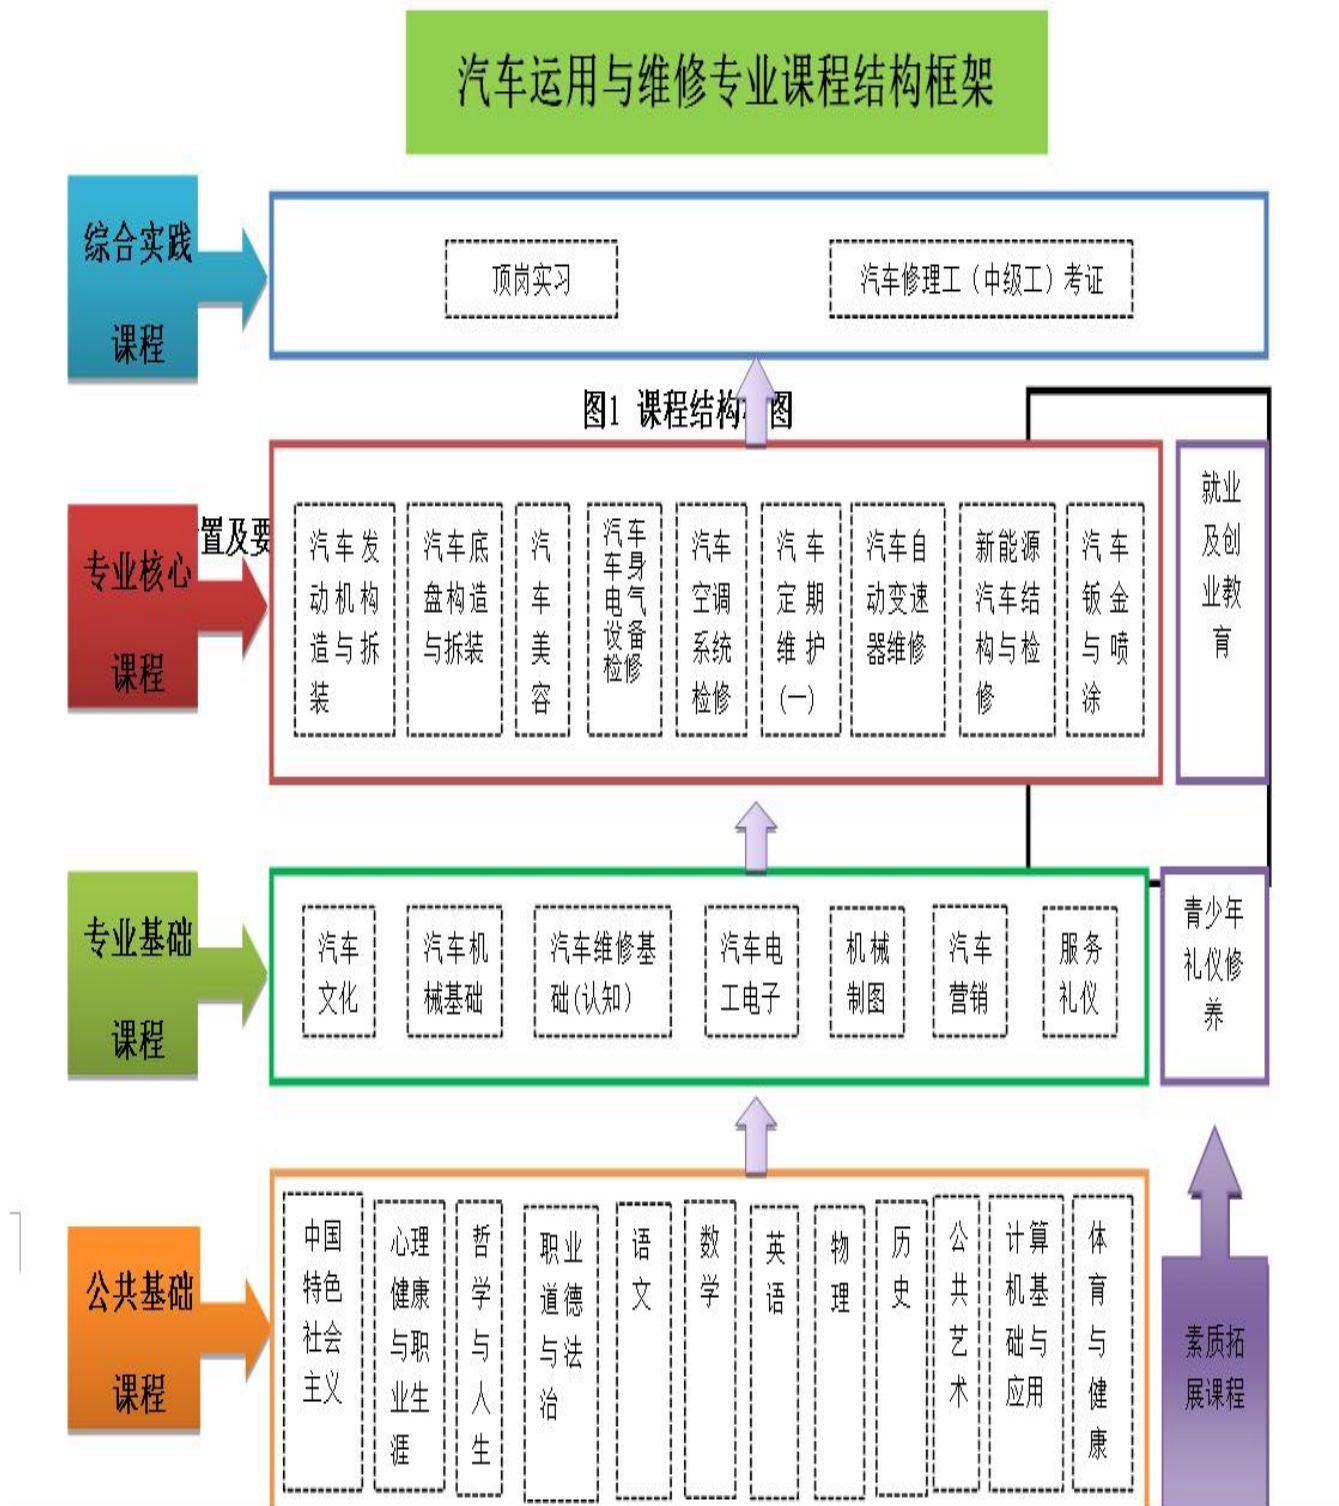 汽车运用与维修专业课程结构框架
综合实践
课程
顶岗实习
汽车修理工（中级工）考证
图1 课程结构
图
专业核心
课程
置及要
汽车发
动机构
造与拆
装
汽车底
盘构造
与拆装
汽
车
美
容
汽车
车身
电气
设备
检修
汽车
空调
系统
检修
汽车
定期
维护
(一)
汽车自
动变速
器维修
新能源
汽车结
构与检
修
汽车
钣金
与喷
涂
就业
及创
业教
育
专业基础
课程
汽车
文化
汽车机
械基础
汽车维修基
础(认知)
汽车电
工电子
机械
制图
汽车
营销
服务
礼仪
青少年
礼仪修
养
公共基础
课程
中国
特色
社会
主义
心理
健康
与职
业生
涯
哲
学
与
人
生
职业
道德
与法
治
语
文
数
学
英
语
物
理
历
史
公
共
艺
术
计算
机基
础与
应用
体
育
与
健
康
素质拓
展课程